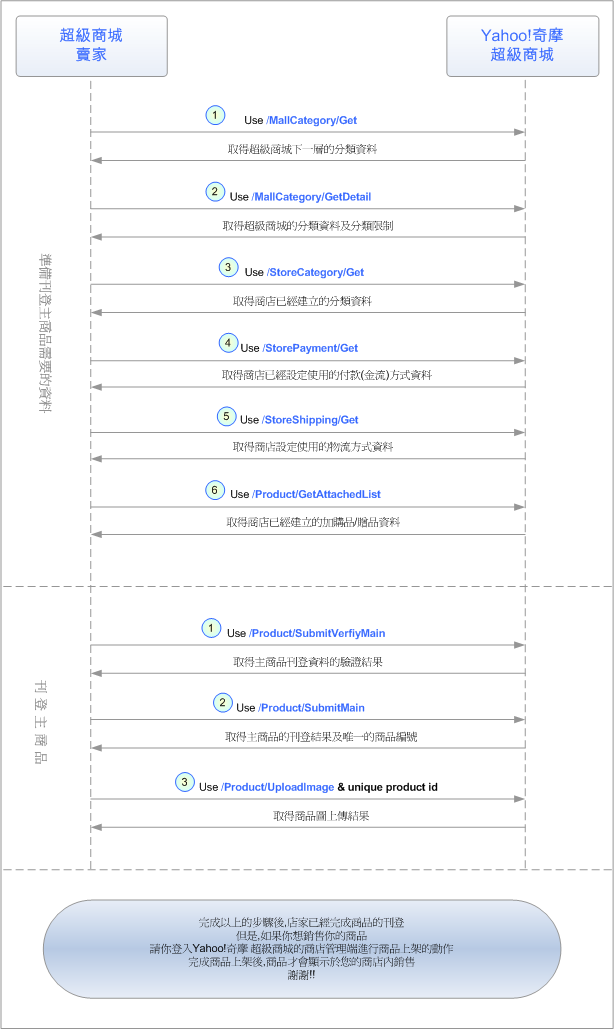 超級商城
賣家
Yahoo!奇摩
超級商城
準備刊登主商品需要的資料
1 Use /MallCategory/Get
取得超級商城下一層的分類資料
2 Use /MallCategory/GetDetail
取得超級商城的分類資料及分類限制
3 Use /StoreCategory/Get
取得商店已經建立的分類資料
4 Use /StorePayment/Get
取得商店已經設定使用的付款(金流)方式資料
5 Use /StoreShipping/Get
取得商店設定使用的物流方式資料
6 Use /Product/GetAttachedList
取得商店已經建立的加購品/贈品資料
刊登主商品
1 Use /Product/SubmitVerfiyMain
取得主商品刊登資料的驗證結果
2 Use /Product/SubmitMain
取得主商品的刊登結果及唯一的商品編號
3 Use /Product/UploadImage & unique product id
取得商品圖上傳結果
完成以上的步驟後,店家已經完成商品的刊登
但是,如果你想銷售你的商品
請你登入Yahoo!奇摩 超級商城的商店管理端進行商品上架的動作
完成商品上架後,商品才會顯示於您的商店內銷售
謝謝!!